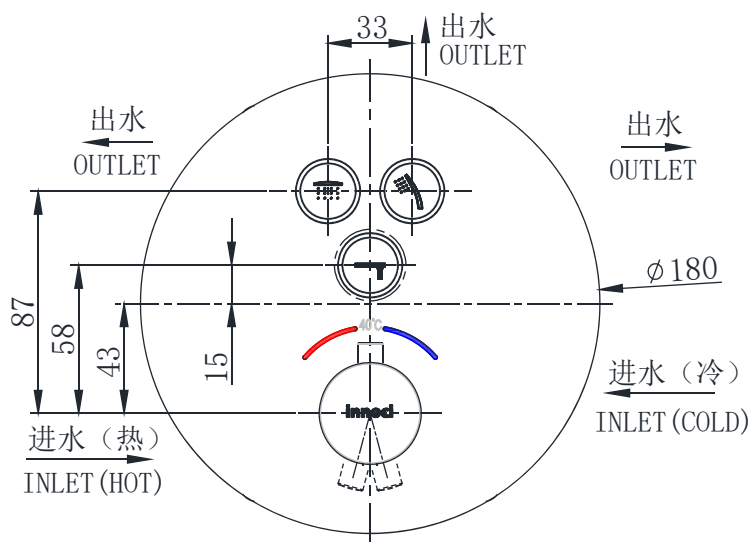 33
出水
OUTLET
出水
OUTLET
出水
OUTLET
φ180
87
58
43
15
40℃
进水（冷）
INLET(COLD)
innoci
进水（热）
INLET(HOT)